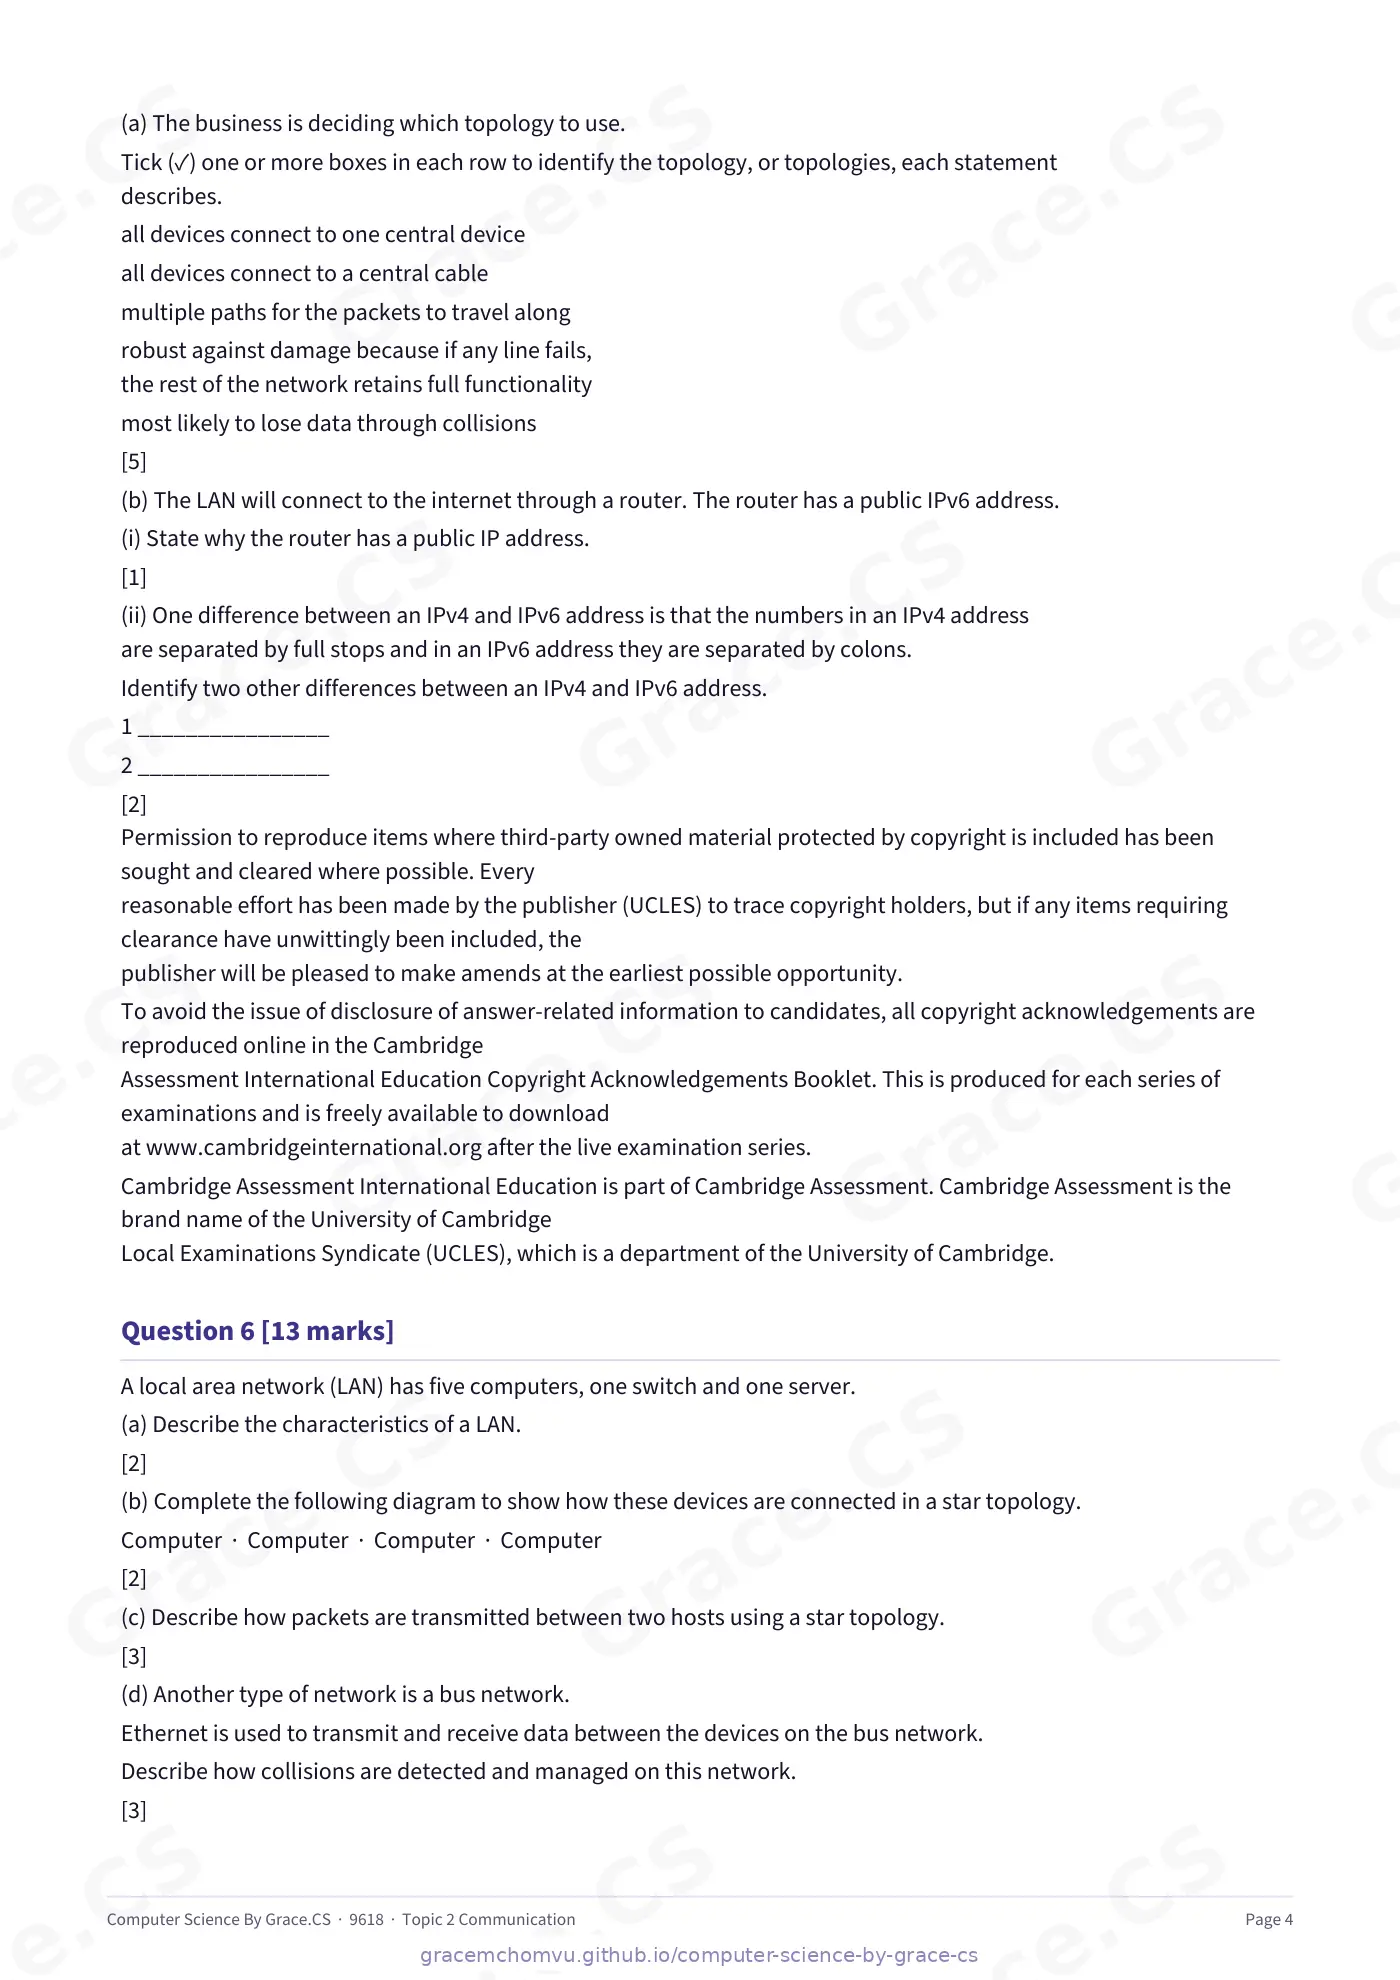 (a) The business is deciding which topology to use.
Tick (✓) one or more boxes in each row to identify the topology, or topologies, each statement
describes.
all devices connect to one central device
all devices connect to a central cable
multiple paths for the packets to travel along
robust against damage because if any line fails,
the rest of the network retains full functionality
most likely to lose data through collisions
[5]
(b) The LAN will connect to the internet through a router. The router has a public IPv6 address.
(i) State why the router has a public IP address.
[1]
(ii) One difference between an IPv4 and IPv6 address is that the numbers in an IPv4 address
are separated by full stops and in an IPv6 address they are separated by colons.
Identify two other differences between an IPv4 and IPv6 address.
1 ________________
2 ________________
[2]
Permission to reproduce items where third-party owned material protected by copyright is included has been
sought and cleared where possible. Every
reasonable effort has been made by the publisher (UCLES) to trace copyright holders, but if any items requiring
clearance have unwittingly been included, the
publisher will be pleased to make amends at the earliest possible opportunity.
To avoid the issue of disclosure of answer-related information to candidates, all copyright acknowledgements are
reproduced online in the Cambridge
Assessment International Education Copyright Acknowledgements Booklet. This is produced for each series of
examinations and is freely available to download
at www.cambridgeinternational.org after the live examination series.
Cambridge Assessment International Education is part of Cambridge Assessment. Cambridge Assessment is the
brand name of the University of Cambridge
Local Examinations Syndicate (UCLES), which is a department of the University of Cambridge.
Question 6 [13 marks]
A local area network (LAN) has five computers, one switch and one server.
(a) Describe the characteristics of a LAN.
[2]
(b) Complete the following diagram to show how these devices are connected in a star topology.
Computer · Computer · Computer · Computer
[2]
(c) Describe how packets are transmitted between two hosts using a star topology.
[3]
(d) Another type of network is a bus network.
Ethernet is used to transmit and receive data between the devices on the bus network.
Describe how collisions are detected and managed on this network.
[3]
Computer Science By Grace.CS · 9618 · Topic 2 Communication
Page 4
gracemchomvu.github.io/computer-science-by-grace-cs